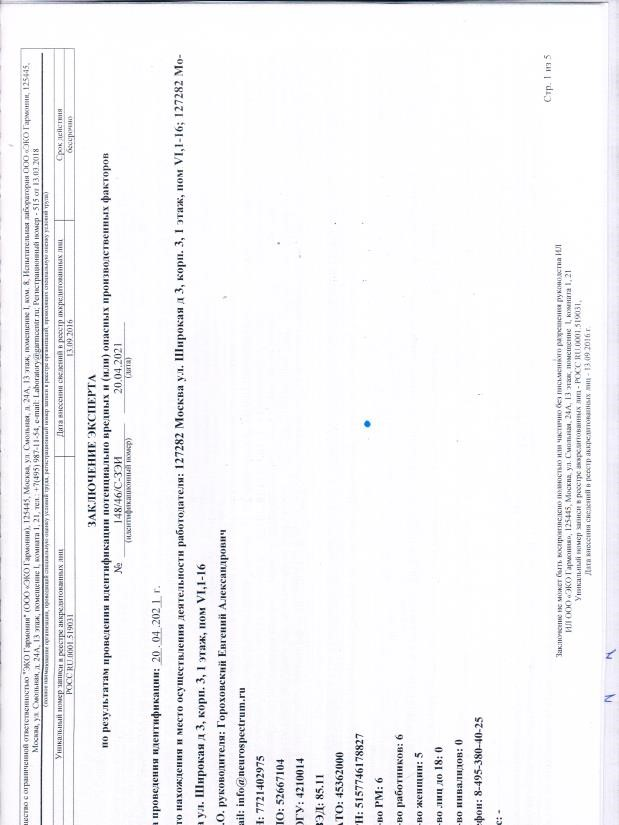 щество с ограниченной ответственностью "ЭКО Гармония" (ООО «ЭКО Гармония»), 125445, Москва, ул. Смольная, д. 24А, 13 этаж, помещение I, ком. 8, Испытательная лаборатория ООО «ЭКО Гармония, 125445,
Москва, ул. Смольная, д. 24А, 13 этаж, помещение I, комната 1, 21, тел.: +7(495) 987-11-54, e-mail: Laboratory@garmcentr.ru; Регистрационный номер - 515 от 13.03.2018
(полное наименование организации, проводящей специальную оценку условий труда, регистрационный номер записи в реестре организаций, проводящих специальную оценку условий труда)
Уникальный номер записи в реестре аккредитованных лиц Дата внесения сведений в реестр аккредитованных лиц Срок действия
РОСС RU.0001.519031 13.09.2016 бессрочно
ЗАКЛЮЧЕНИЕ ЭКСПЕРТА
по результатам проведения идентификации потенциально вредных и (или) опасных производственных факторов
№ 148/46/С-ЗЭИ 20.04.2021
(идентификационный номер) (дата)
а проведения идентификации: 20 . 04 .202 1 г.
то нахождения и место осуществления деятельности работодателя: 127282 Москва ул. Широкая д 3, корп. 3, 1 этаж, пом VI,1-16; 127282 Мо-
а ул. Широкая д 3, корп. 3, 1 этаж, пом VI,1-16
.О. руководителя: Гороховский Евгений Александрович
ail: info@neurospectrum.ru
Н: 7721402975
ПО: 52667104
ОГУ: 4210014
ВЭД: 85.11
АТО: 45362000
РН: 5157746178827
-во РМ: 6
-во работников: 6
-во женщин: 5
-во лиц до 18: 0
-во инвалидов: 0
ефон: 8-495-380-40-25
с: -
Стр. 1 из 5
Заключение не может быть воспроизведено полностью или частично без письменного разрешения руководства ИЛ
ИЛ ООО «ЭКО Гармония», 125445, Москва, ул. Смольная, 24А, 13 этаж, помещение I, комната 1, 21
Уникальный номер записи в реестре аккредитованных лиц - РОСС RU.0001.519031,
Дата внесения сведений в реестр аккредитованных лиц - 13.09.2016 г.